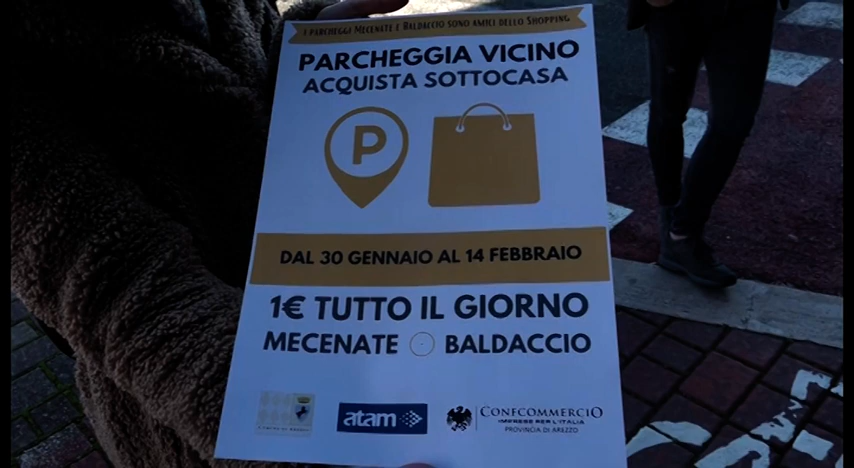 I PARCHEGGI MECENATE E BALDACCIO SONO AMICI DELLO SHOPPING
PARCHEGGIA VICINO
ACQUISTA SOTTOCASA
P
DAL 30 GENNAIO AL 14 FEBBRAIO
1€ TUTTO IL GIORNO
MECENATE BALDACCIO
atam
CONFCOMMERCIO
IMPRESE PER L'ITALIA
PROVINCIA DI AREZZO